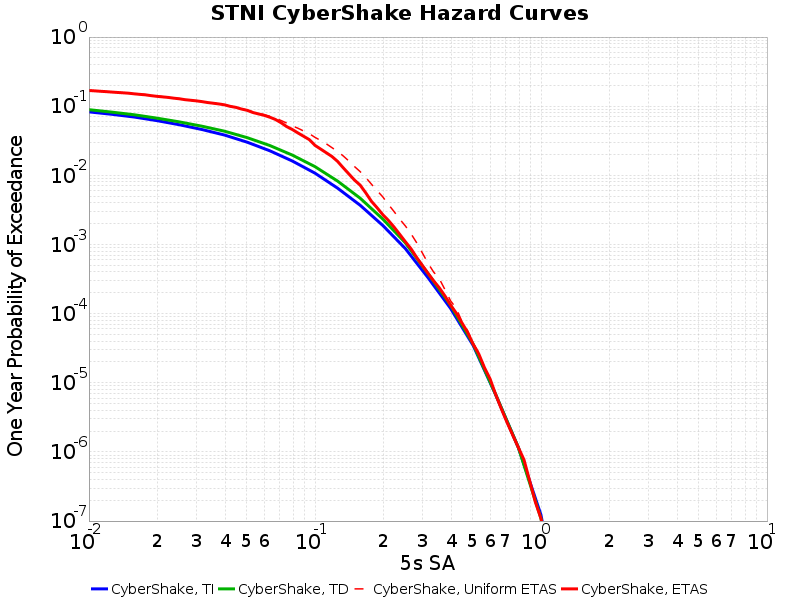 STNI CyberShake Hazard Curves
One Year Probability of Exceedance
10^0
10^-1
10^-2
10^-3
10^-4
10^-5
10^-6
10^-7
10^-2 2 3 4 5 6 10^-1 2 3 4 5 6 7 10^0 2 3 4 5 6 7 10^1
5s SA
CyberShake, TI CyberShake, TD CyberShake, Uniform ETAS CyberShake, ETAS